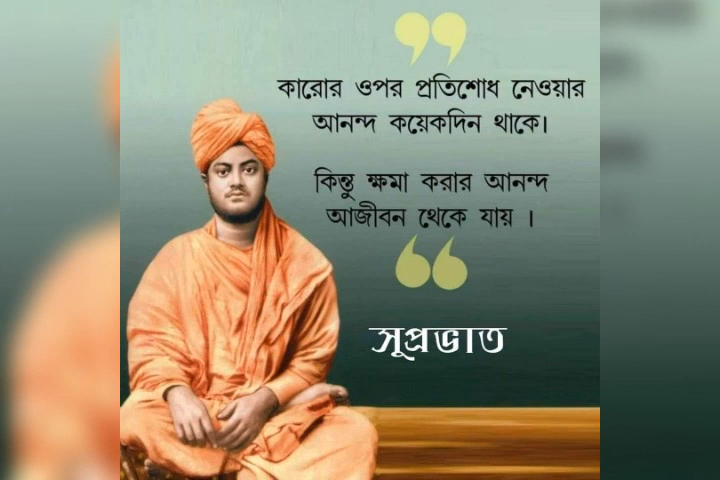 কারোর ওপর প্রতিশোধ নেওয়ার
আনন্দ কয়েকদিন থাকে।
কিন্তু ক্ষমা করার আনন্দ
আজীবন থেকে যায় ।
সুপ্রভাত